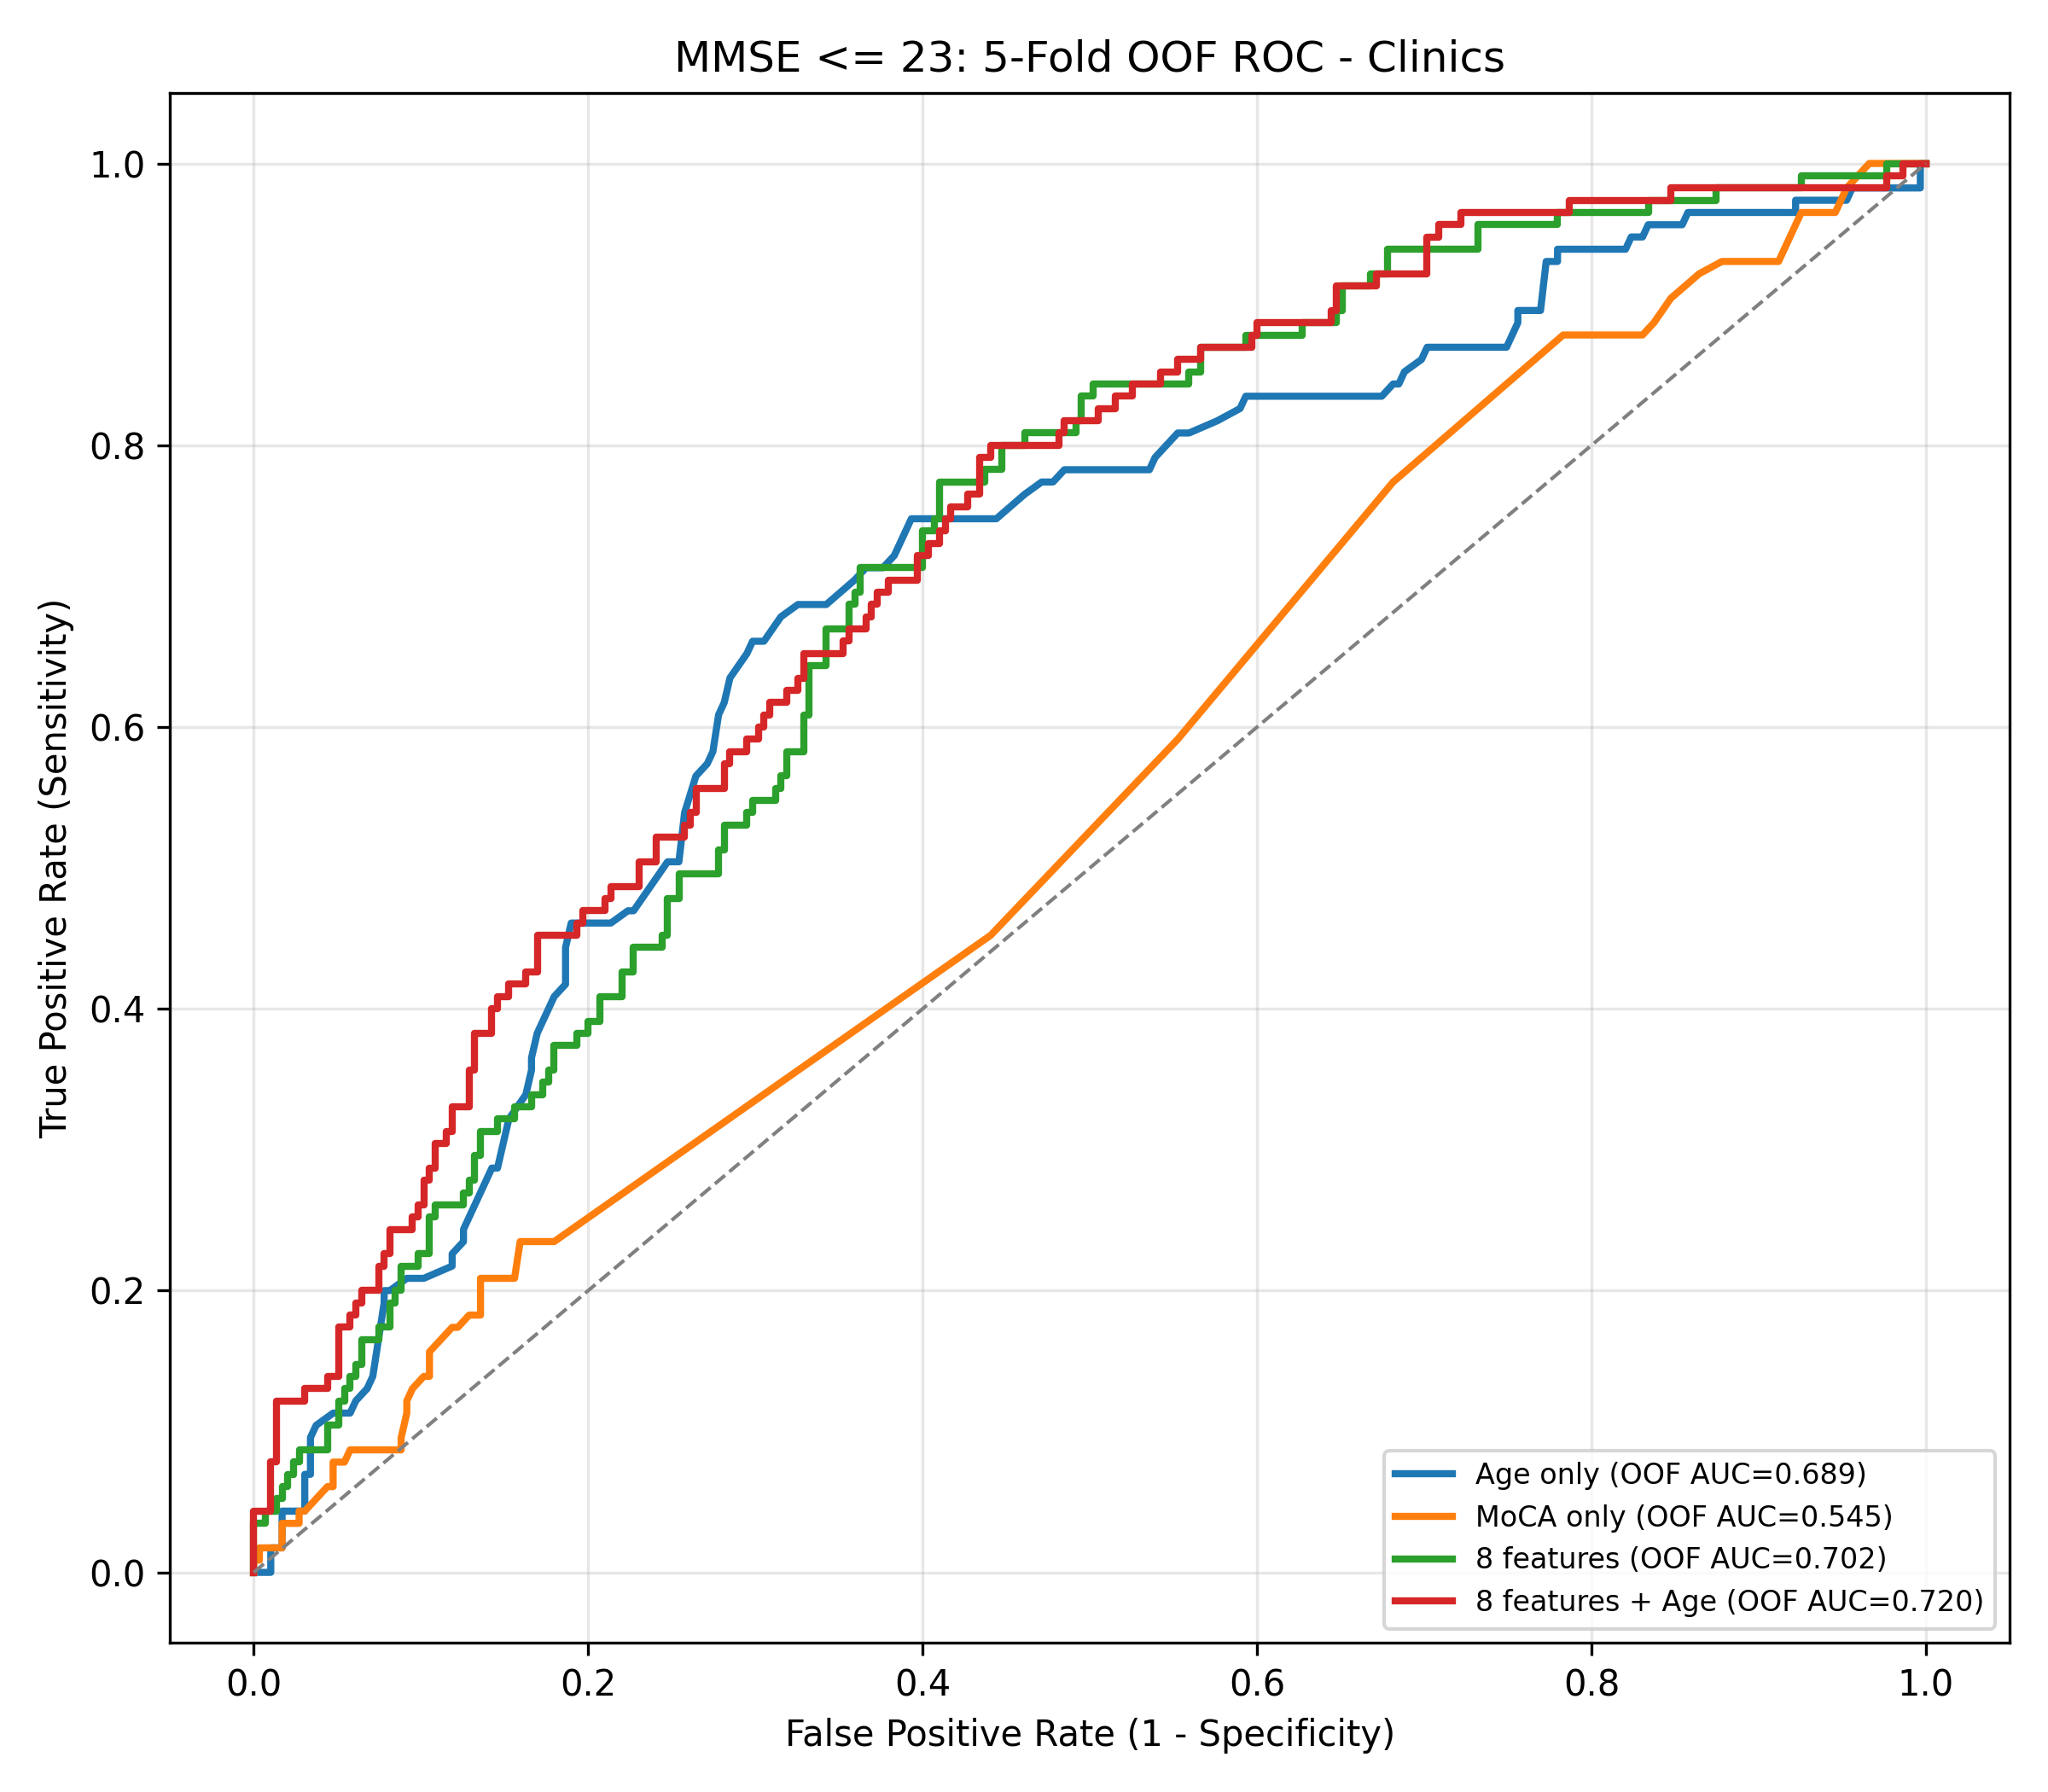 MMSE <= 23: 5-Fold OOF ROC - Clinics
True Positive Rate (Sensitivity)
1.0
0.8
0.6
0.4
0.2
0.0
Age only (OOF AUC=0.689)
MoCA only (OOF AUC=0.545)
8 features (OOF AUC=0.702)
8 features + Age (OOF AUC=0.720)
0.0 0.2 0.4 0.6 0.8 1.0
False Positive Rate (1 - Specificity)